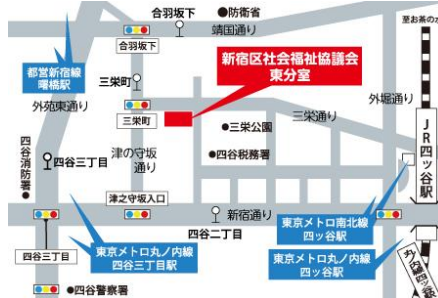 合羽坂下
●防衛省
至お茶の水
靖国通り
合羽坂下
都営新宿線
曙橋駅
新宿区社会福祉協議会
東分室
三栄町
外苑東通り
外堀通り
三栄町
三栄通り
●三栄公園
JR四ッ谷駅
四谷消防署●
四谷三丁目
津の守坂通り
●四谷税務署
津之守坂入口
新宿通り
東京メトロ南北線
四ッ谷駅
四谷二丁目
四谷三丁目
東京メトロ丸ノ内線
四谷三丁目駅
東京メトロ丸ノ内線
四ッ谷駅
●四谷警察署